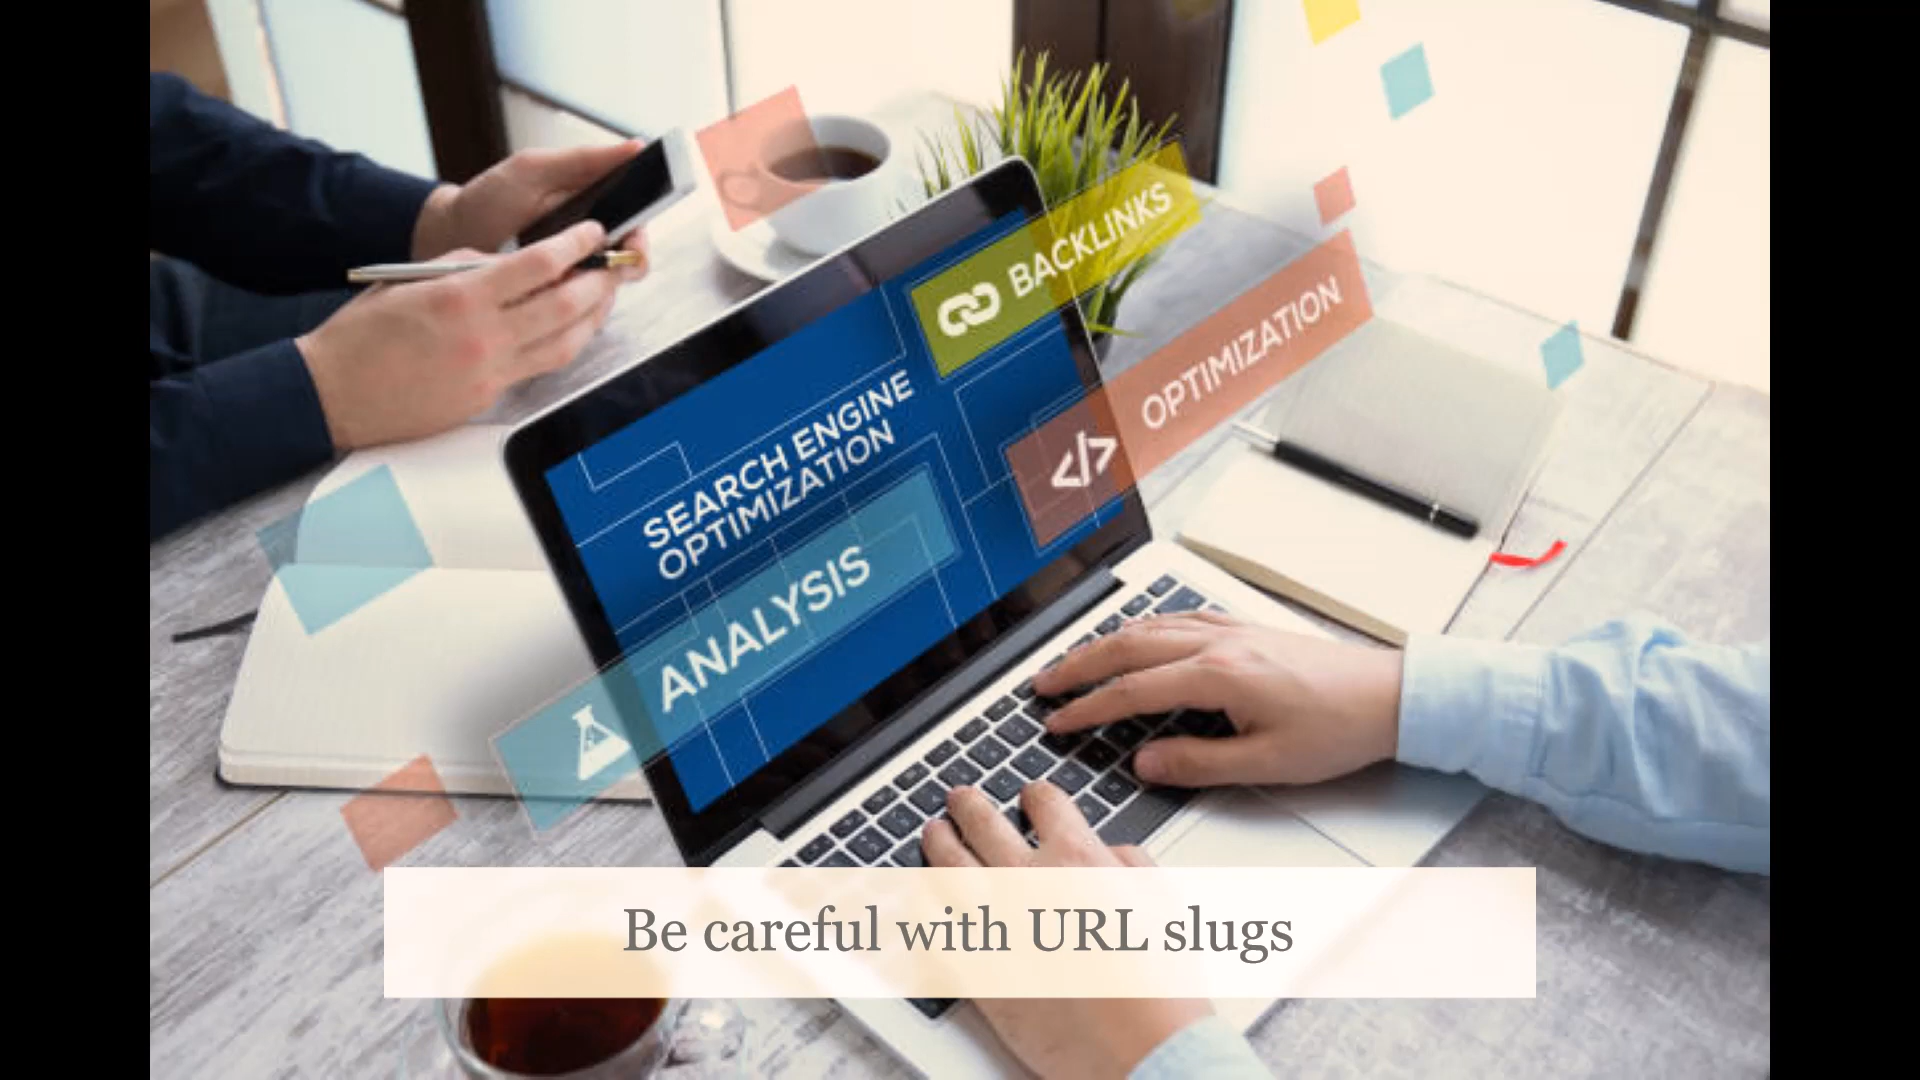 BACKLINKS
</> OPTIMIZATION
SEARCH ENGINE
OPTIMIZATION
ANALYSIS
Be careful with URL slugs